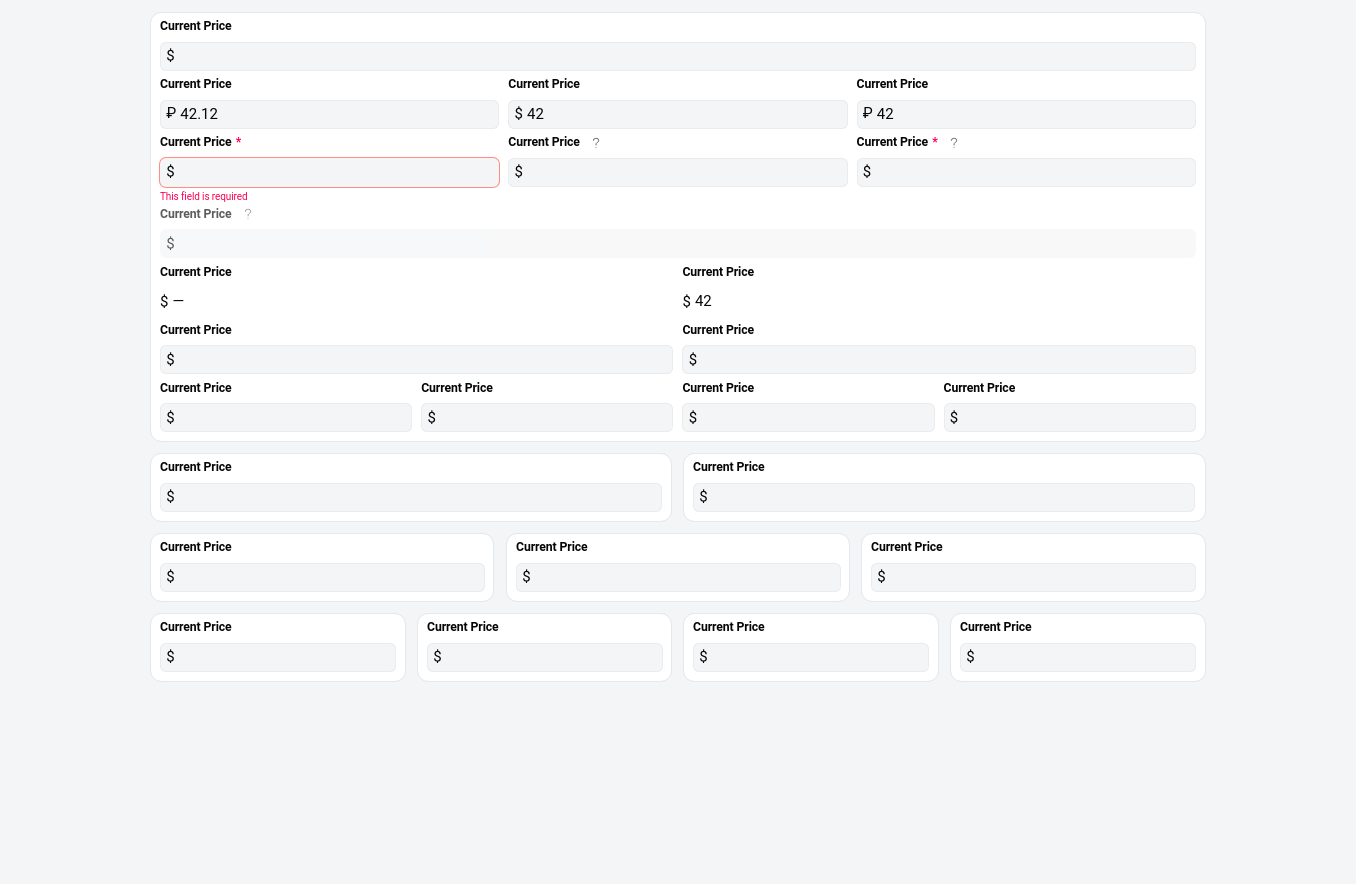 Current Price
$
Current Price Current Price Current Price
₽ 42.12 $ 42 ₽ 42
Current Price * Current Price ? Current Price * ?
$ $ $
This field is required
Current Price ?
$
Current Price Current Price
$ — $ 42
Current Price Current Price
$ $
Current Price Current Price Current Price Current Price
$ $ $ $
Current Price Current Price
$ $
Current Price Current Price Current Price
$ $ $
Current Price Current Price Current Price Current Price
$ $ $ $